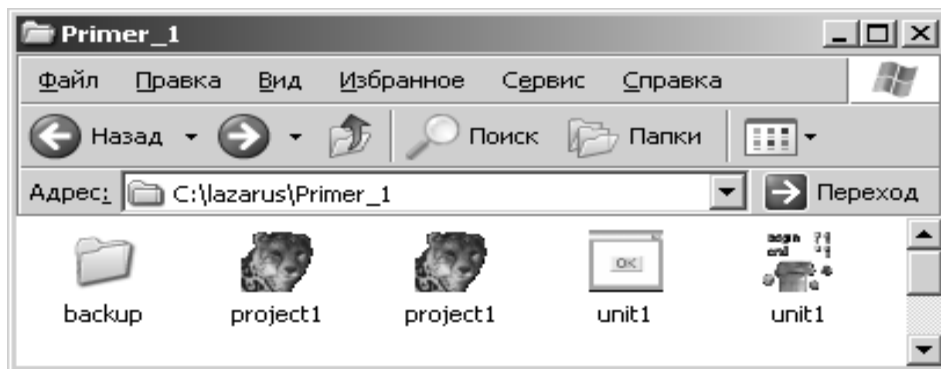 Primer_1
Файл Правка Вид Избранное Сервис Справка
Назад Поиск Папки
Адрес: C:\lazarus\Primer_1 Переход
backup project1 project1 unit1 unit1